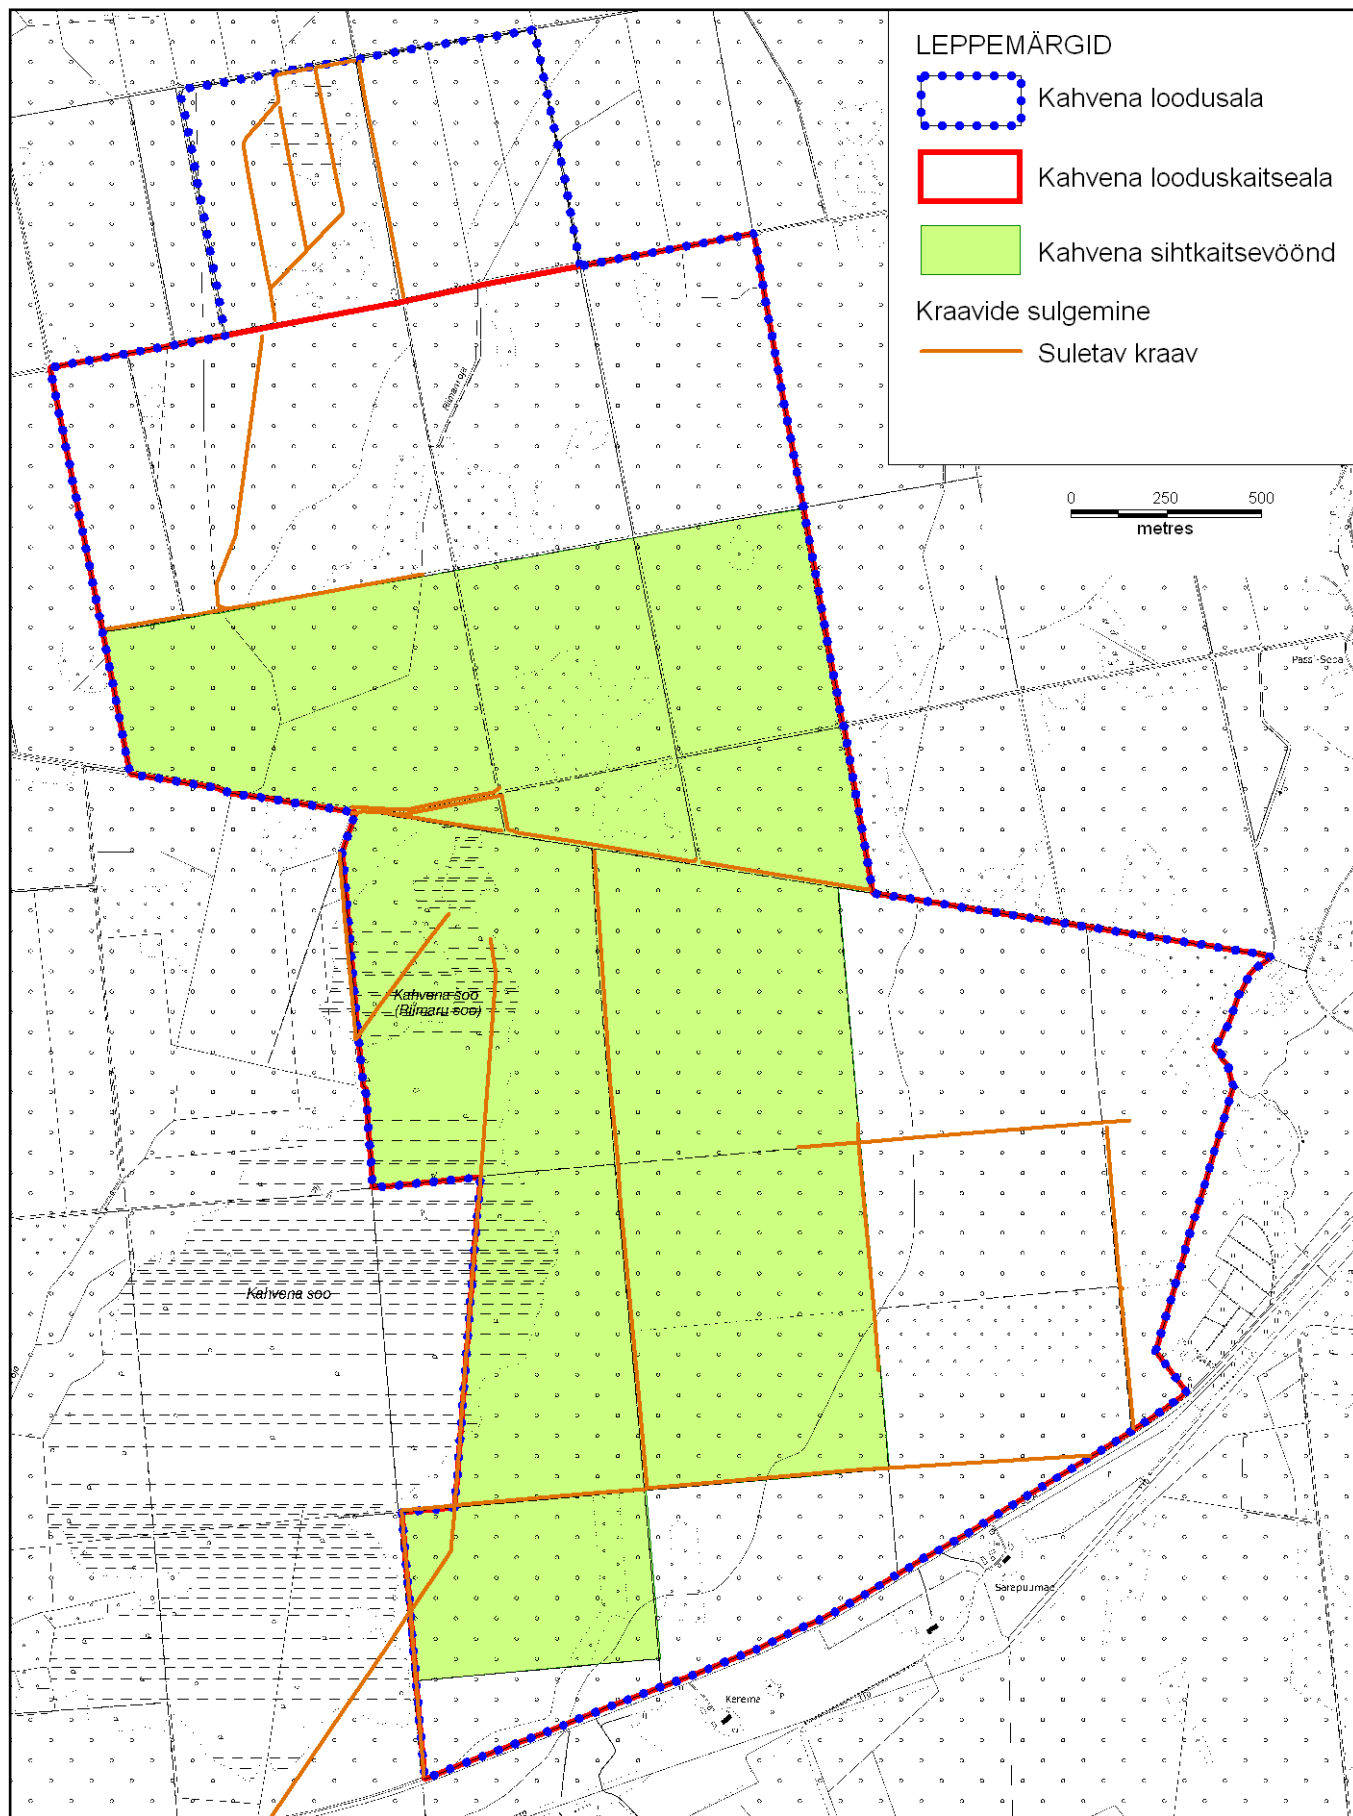 LEPPEMÄRGID
Kahvena loodusala
Kahvena looduskaitseala
Kahvena sihtkaitsevöönd
Kraavide sulgemine
Suletav kraav
0 250 500
metres
Kahvena soo
(Riimaru soo)
Kahvena soo
Sarapuumäe